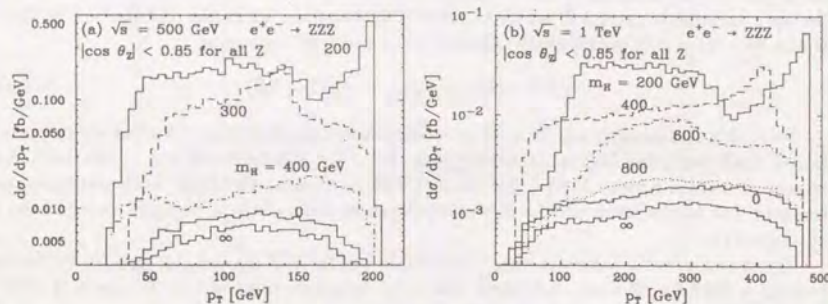 (a) √s = 500 GeV e⁺e⁻ → ZZZ
|cos θ_Z| < 0.85 for all Z
200
300
m_H = 400 GeV
0
∞
0.500
0.100
0.050
0.010
0.005
dσ/dp_T [fb/GeV]
0 50 100 150 200
p_T [GeV]
(b) √s = 1 TeV e⁺e⁻ → ZZZ
|cos θ_Z| < 0.85 for all Z
m_H = 200 GeV
400
600
800
0
∞
10⁻¹
10⁻²
10⁻³
dσ/dp_T [fb/GeV]
0 100 200 300 400 500
p_T [GeV]